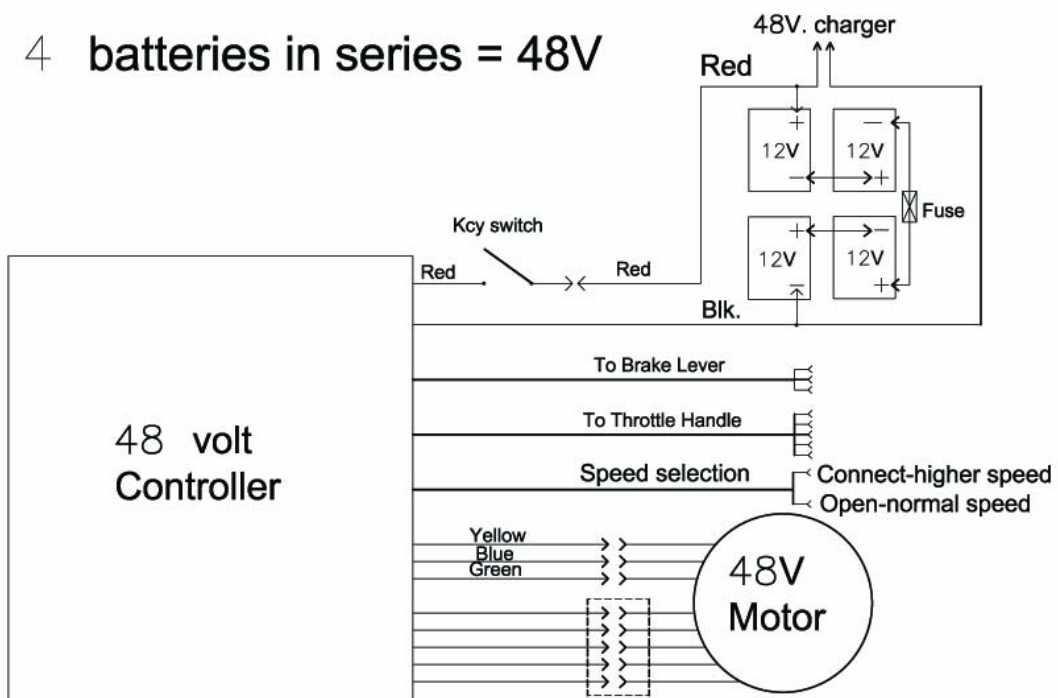 4 batteries in series = 48V
48V. charger
Red
+
−
12V
12V
−
+
Fuse
+
−
12V
12V
−
+
Kcy switch
Red
Red
Blk.
To Brake Lever
To Throttle Handle
48 volt
Controller
Speed selection
Connect-higher speed
Open-normal speed
Yellow
Blue
Green
48V
Motor